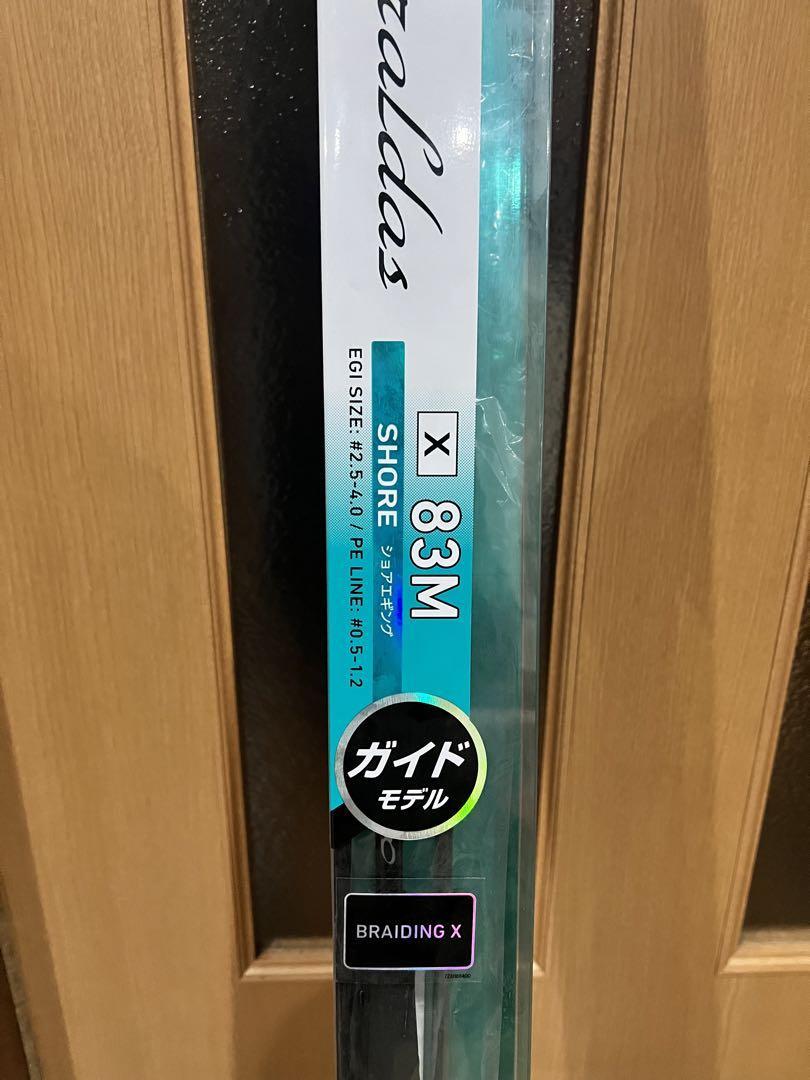 zaldas
X 83M
SHORE ショアエギング
EGI SIZE: #2.5-4.0 / PE LINE: #0.5-1.2
ガイド
モデル
BRAIDING X